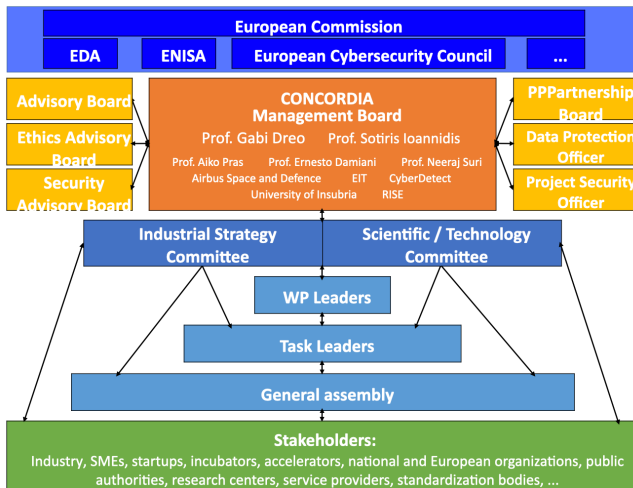 European Commission
EDA
ENISA
European Cybersecurity Council
...
Advisory Board
Ethics Advisory
Board
Security
Advisory Board
CONCORDIA
Management Board
Prof. Gabi Dreo Prof. Sotiris Ioannidis
Prof. Aiko Pras Prof. Ernesto Damiani Prof. Neeraj Suri
Airbus Space and Defence EIT CyberDetect
University of Insubria RISE
PPPartnership
Board
Data Protection
Officer
Project Security
Officer
Industrial Strategy
Committee
Scientific / Technology
Committee
WP Leaders
Task Leaders
General assembly
Stakeholders:
Industry, SMEs, startups, incubators, accelerators, national and European organizations, public
authorities, research centers, service providers, standardization bodies, ...